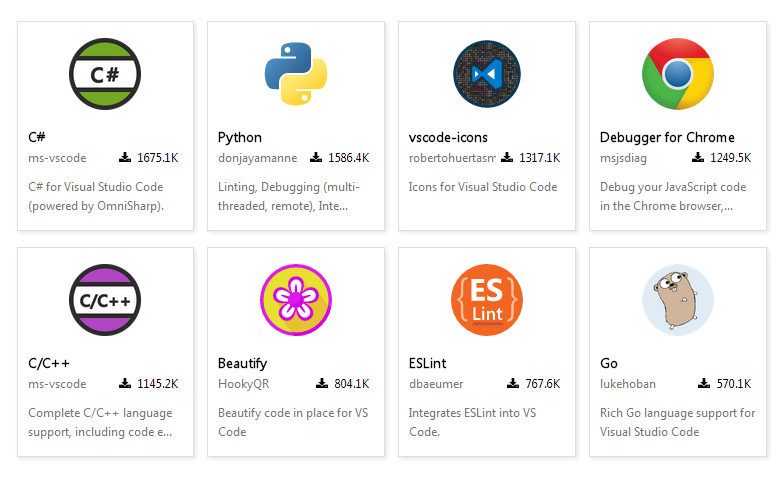 C#
C#
ms-vscode 1675.1K
C# for Visual Studio Code
(powered by OmniSharp).
Python
donjayamanne 1586.4K
Linting, Debugging (multi-
threaded, remote), Inte...
vscode-icons
robertohuertasm 1317.1K
Icons for Visual Studio Code
Debugger for Chrome
msjsdiag 1249.5K
Debug your JavaScript code
in the Chrome browser,...
C/C++
C/C++
ms-vscode 1145.2K
Complete C/C++ language
support, including code e...
Beautify
HookyQR 804.1K
Beautify code in place for VS
Code
{ES}
Lint
ESLint
dbaeumer 767.6K
Integrates ESLint into VS
Code.
Go
lukehoban 570.1K
Rich Go language support for
Visual Studio Code